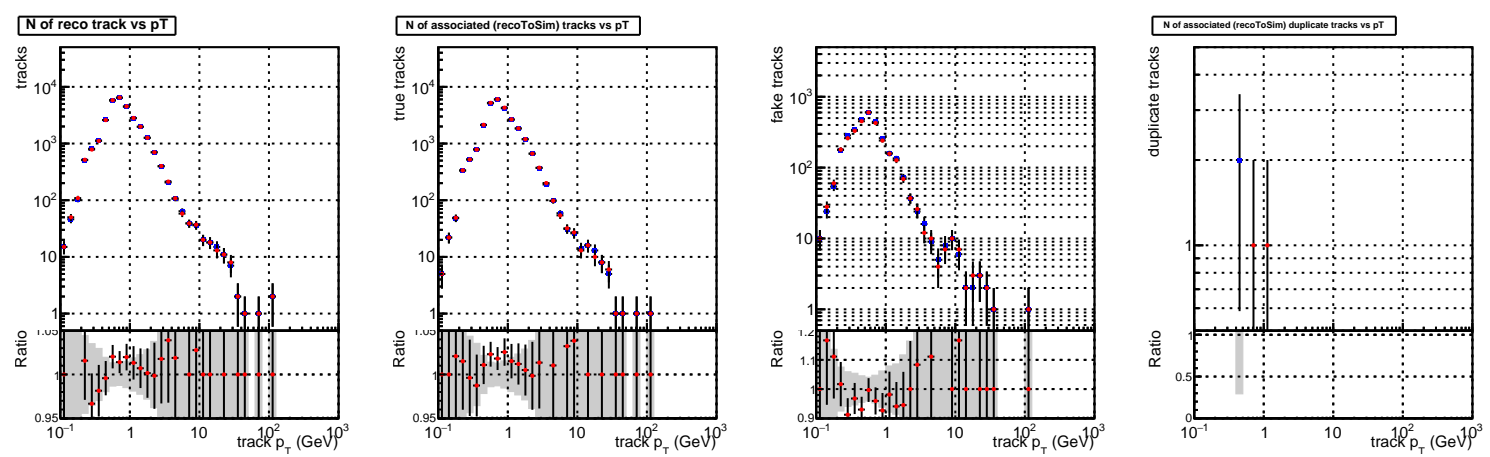 N of reco track vs pT
tracks
10^4
10^3
10^2
10
1
Ratio
1.05
1
0.95
10^-1 1 10 10^2 10^3
track p_T (GeV)
N of associated (recoToSim) tracks vs pT
true tracks
10^4
10^3
10^2
10
1
Ratio
1.05
1
0.95
10^-1 1 10 10^2 10^3
track p_T (GeV)
fake tracks
10^3
10^2
10
1
Ratio
1.2
1.1
1
0.9
10^-1 1 10 10^2 10^3
track p_T (GeV)
N of associated (recoToSim) duplicate tracks vs pT
duplicate tracks
1
Ratio
1
0.5
0
10^-1 1 10 10^2 10^3
track p_T (GeV)